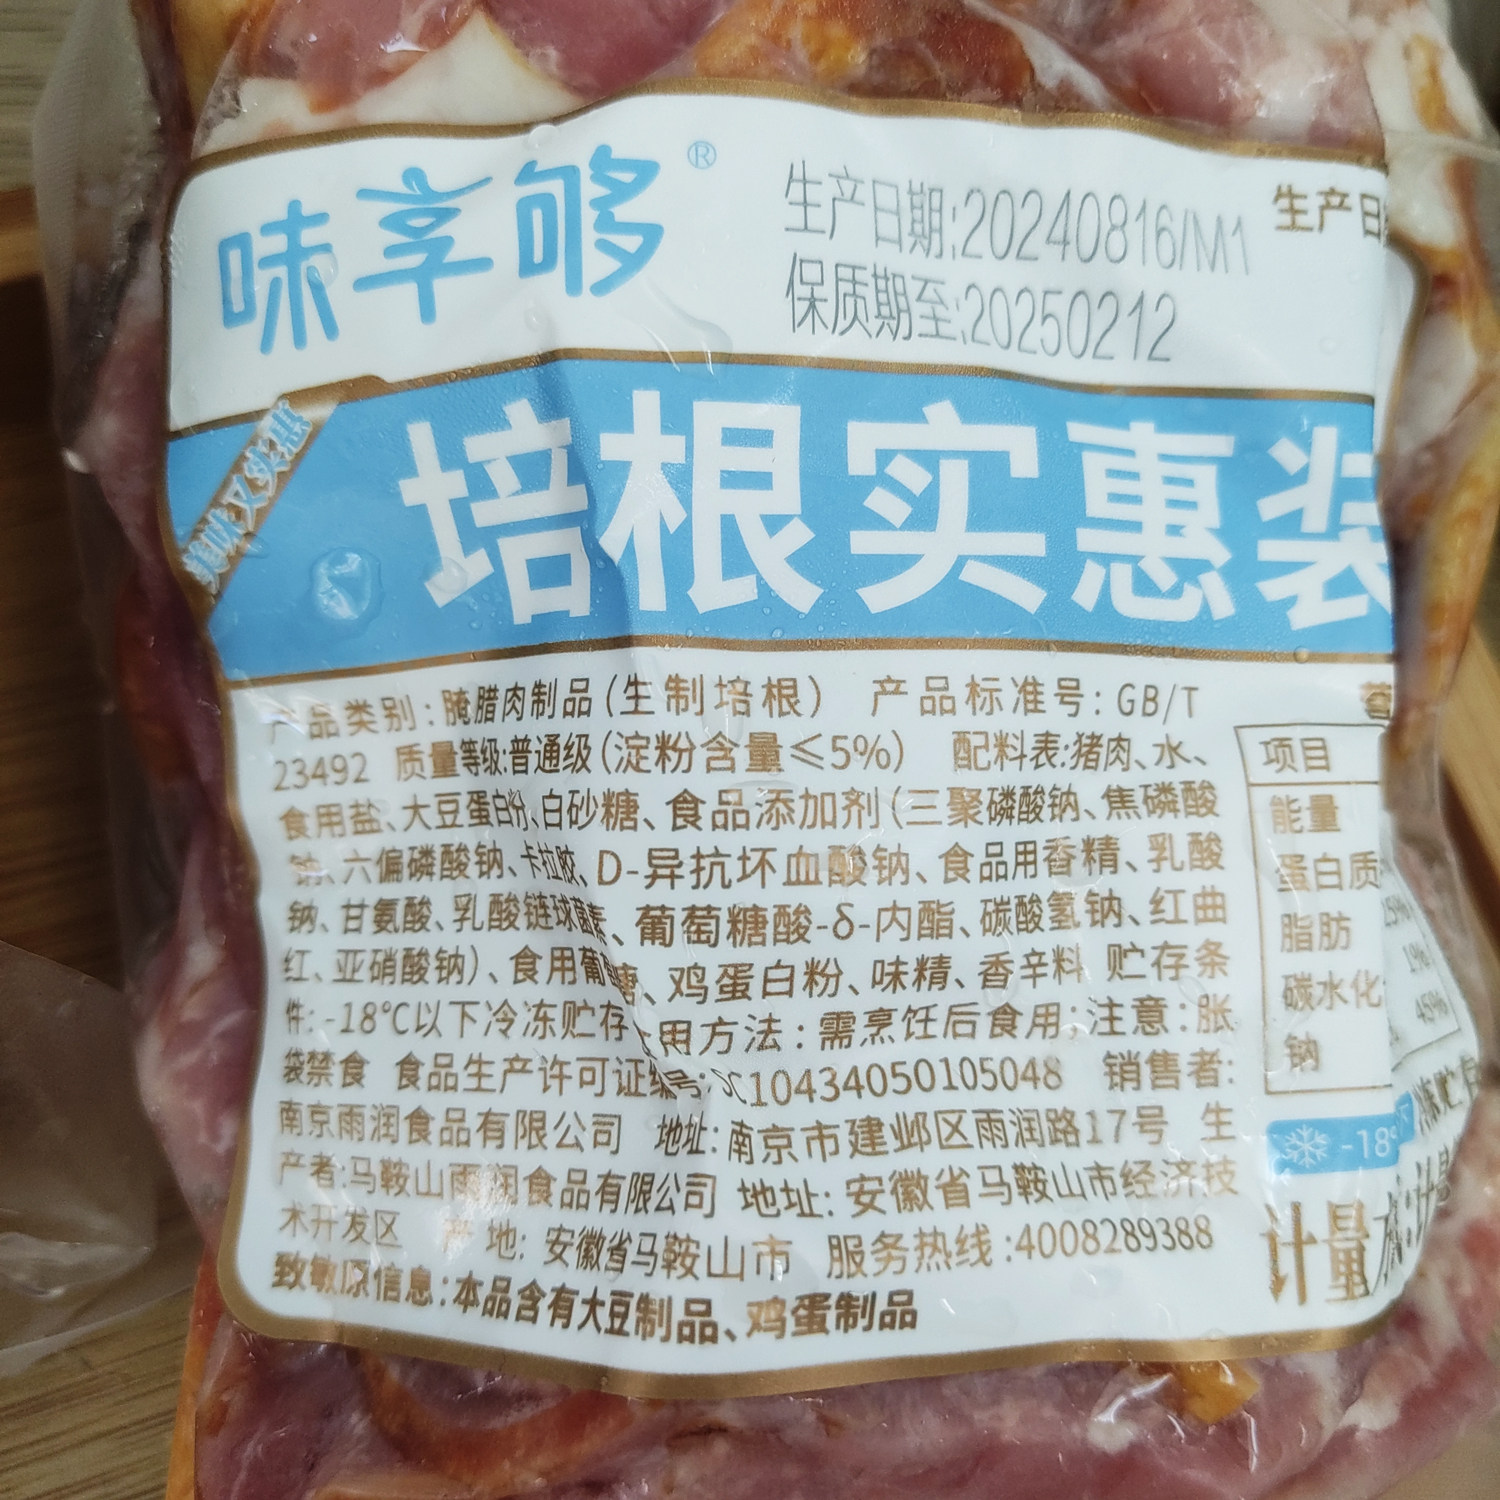 味享够®
生产日期:20240816/M1
保质期至:20250212
生产日
美味又实惠
培根实惠装
产品类别:腌腊肉制品(生制培根) 产品标准号:GB/T
23492 质量等级:普通级(淀粉含量≤5%) 配料表:猪肉、水、
食用盐、大豆蛋白粉、白砂糖、食品添加剂(三聚磷酸钠、焦磷酸
钠、六偏磷酸钠、卡拉胶、D-异抗坏血酸钠、食品用香精、乳酸
钠、甘氨酸、乳酸链球菌素、葡萄糖酸-δ-内酯、碳酸氢钠、红曲
红、亚硝酸钠)、食用葡萄糖、鸡蛋白粉、味精、香辛料 贮存条
件:-18℃以下冷冻贮存 食用方法:需烹饪后食用;注意:胀
袋禁食 食品生产许可证编号:SC10434050105048 销售者:
南京雨润食品有限公司 地址:南京市建邺区雨润路17号 生
产者:马鞍山雨润食品有限公司 地址:安徽省马鞍山市经济技
术开发区 产 地:安徽省马鞍山市 服务热线:4008289388
致敏原信息:本品含有大豆制品、鸡蛋制品
项目
能量
蛋白质
脂肪
碳水化
钠
25%
1%
45%
-18°
计量